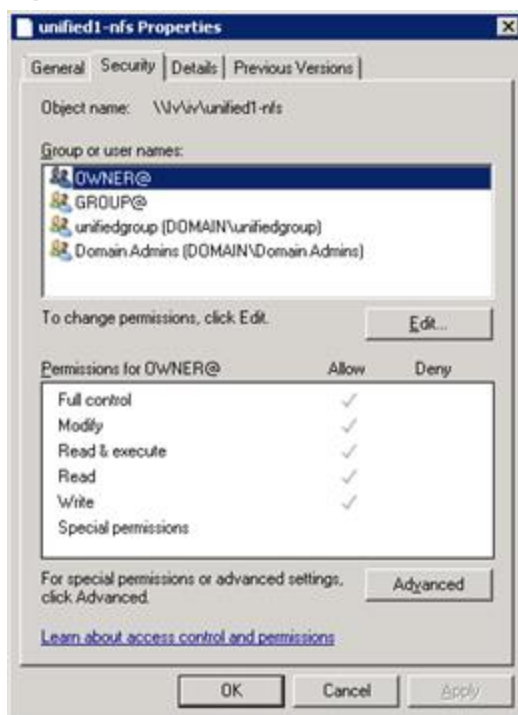 unified1-nfs Properties
General Security Details Previous Versions
Object name: \\lv\iv\unified1-nfs
Group or user names:
OWNER@
GROUP@
unifiedgroup (DOMAIN\unifiedgroup)
Domain Admins (DOMAIN\Domain Admins)
To change permissions, click Edit.
Edit...
Permissions for OWNER@ Allow Deny
Full control
Modify
Read & execute
Read
Write
Special permissions
For special permissions or advanced settings,
click Advanced.
Advanced
Learn about access control and permissions
OK Cancel Apply